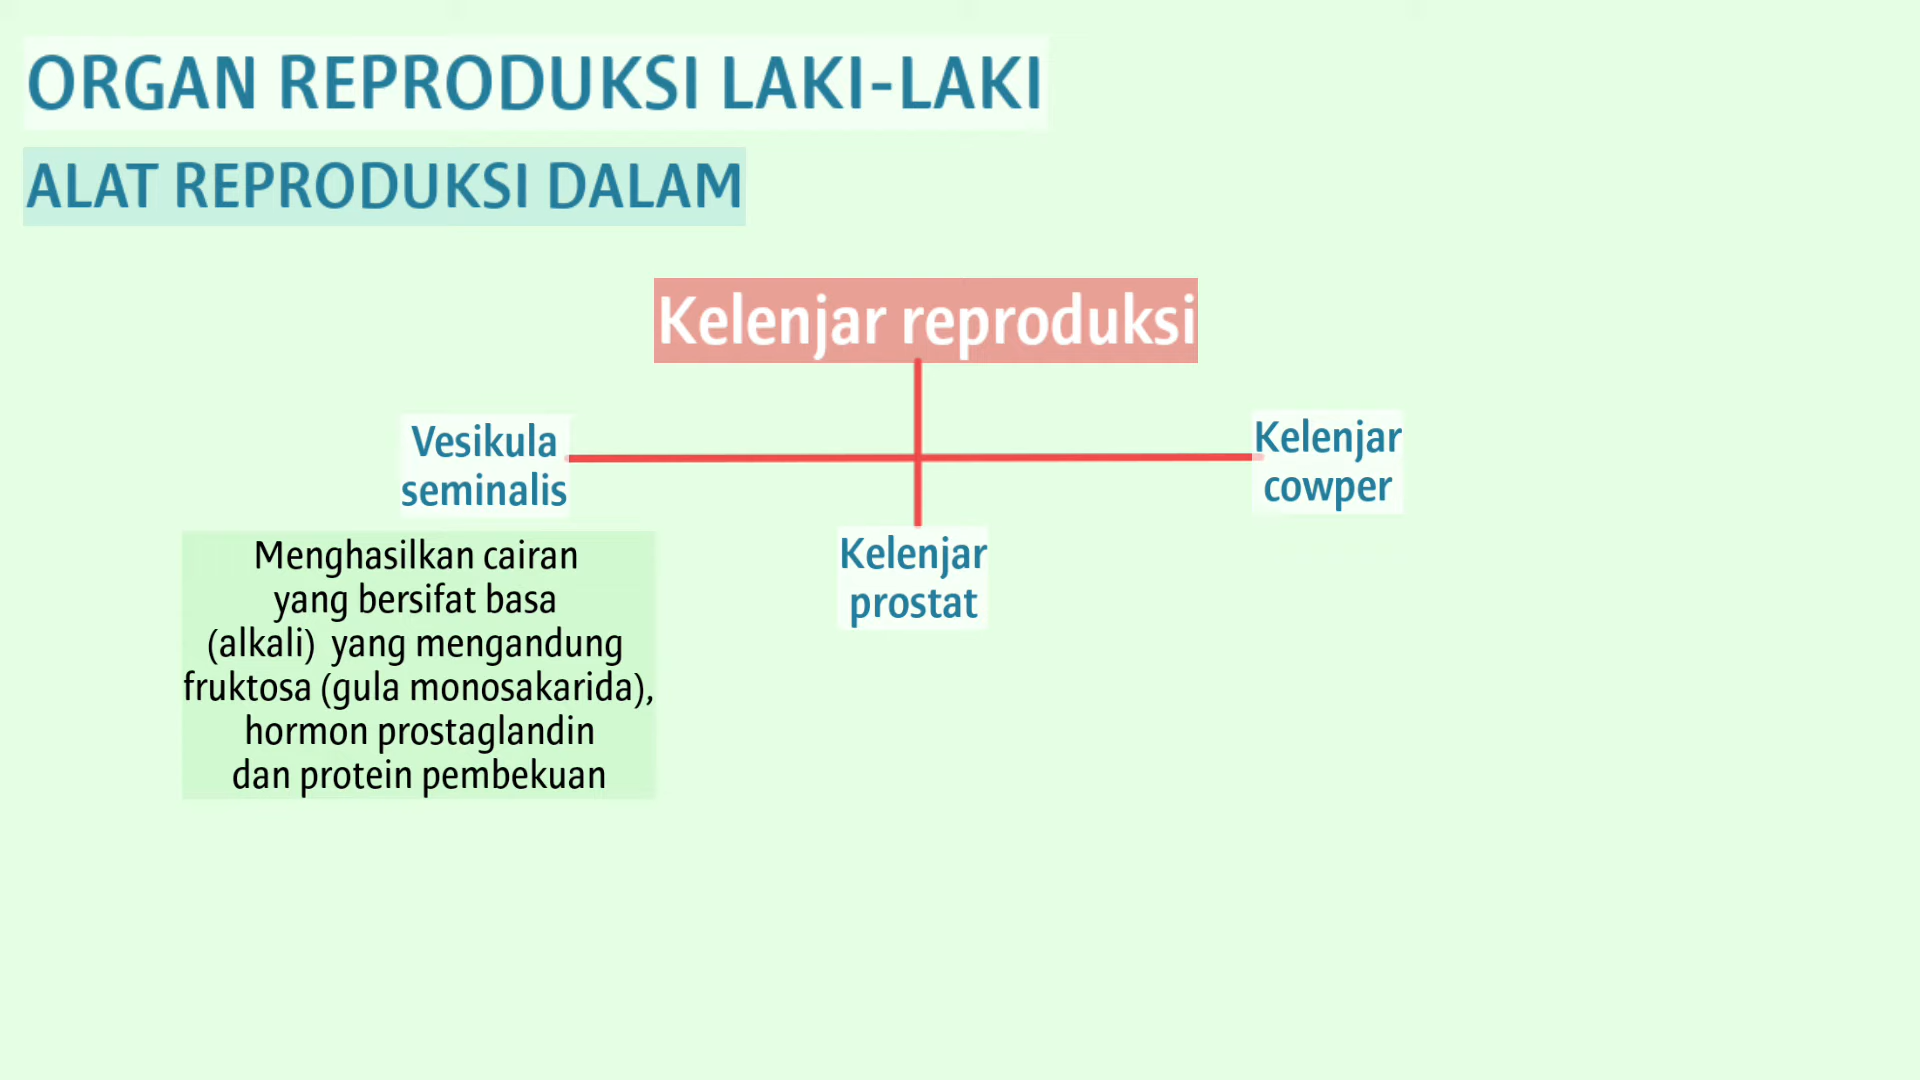 ORGAN REPRODUKSI LAKI-LAKI
ALAT REPRODUKSI DALAM
Kelenjar reproduksi
Vesikula
seminalis
Menghasilkan cairan
yang bersifat basa
(alkali) yang mengandung
fruktosa (gula monosakarida),
hormon prostaglandin
dan protein pembekuan
Kelenjar
prostat
Kelenjar
cowper